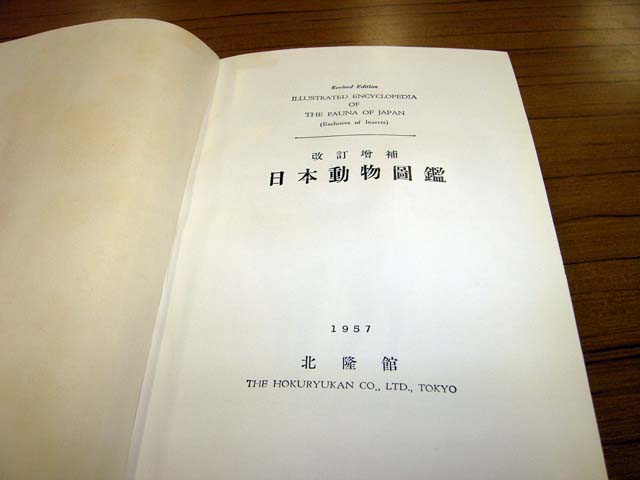 Revised Edition
ILLUSTRATED ENCYCLOPEDIA
OF
THE FAUNA OF JAPAN
(Exclusive of Insects)
改訂增補
日本動物圖鑑
1957
北隆館
THE HOKURYUKAN CO., LTD., TOKYO